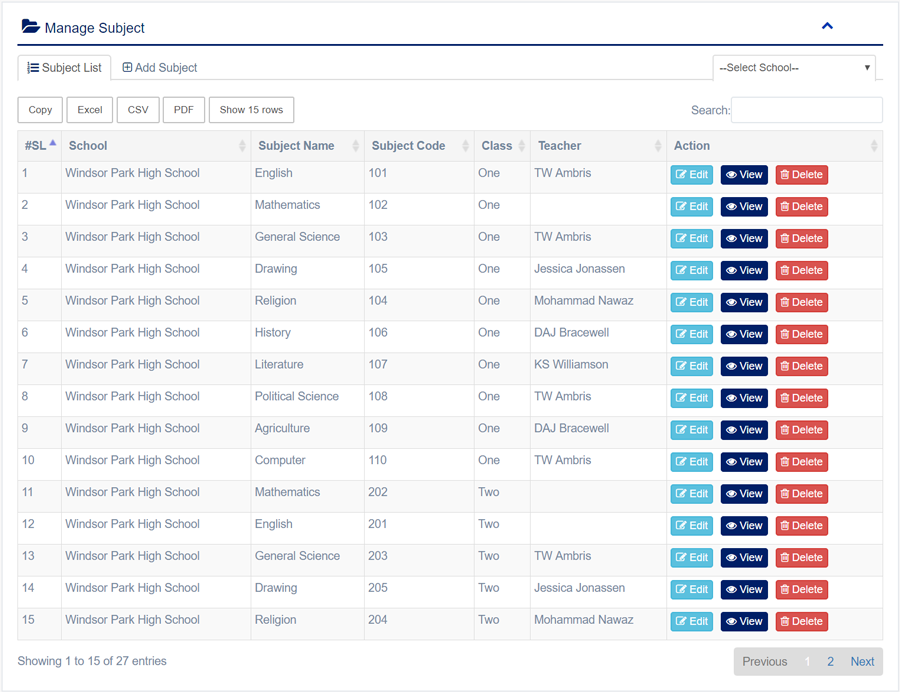 Manage Subject
Subject List Add Subject --Select School--
Copy Excel CSV PDF Show 15 rows Search:
#SL School Subject Name Subject Code Class Teacher Action
1 Windsor Park High School English 101 One TW Ambris Edit View Delete
2 Windsor Park High School Mathematics 102 One Edit View Delete
3 Windsor Park High School General Science 103 One TW Ambris Edit View Delete
4 Windsor Park High School Drawing 105 One Jessica Jonassen Edit View Delete
5 Windsor Park High School Religion 104 One Mohammad Nawaz Edit View Delete
6 Windsor Park High School History 106 One DAJ Bracewell Edit View Delete
7 Windsor Park High School Literature 107 One KS Williamson Edit View Delete
8 Windsor Park High School Political Science 108 One TW Ambris Edit View Delete
9 Windsor Park High School Agriculture 109 One DAJ Bracewell Edit View Delete
10 Windsor Park High School Computer 110 One TW Ambris Edit View Delete
11 Windsor Park High School Mathematics 202 Two Edit View Delete
12 Windsor Park High School English 201 Two Edit View Delete
13 Windsor Park High School General Science 203 Two TW Ambris Edit View Delete
14 Windsor Park High School Drawing 205 Two Jessica Jonassen Edit View Delete
15 Windsor Park High School Religion 204 Two Mohammad Nawaz Edit View Delete
Showing 1 to 15 of 27 entries Previous 1 2 Next